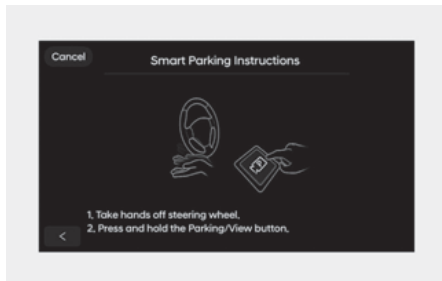 Cancel
Smart Parking Instructions
1, Take hands off steering wheel,
2, Press and hold the Parking/View button,